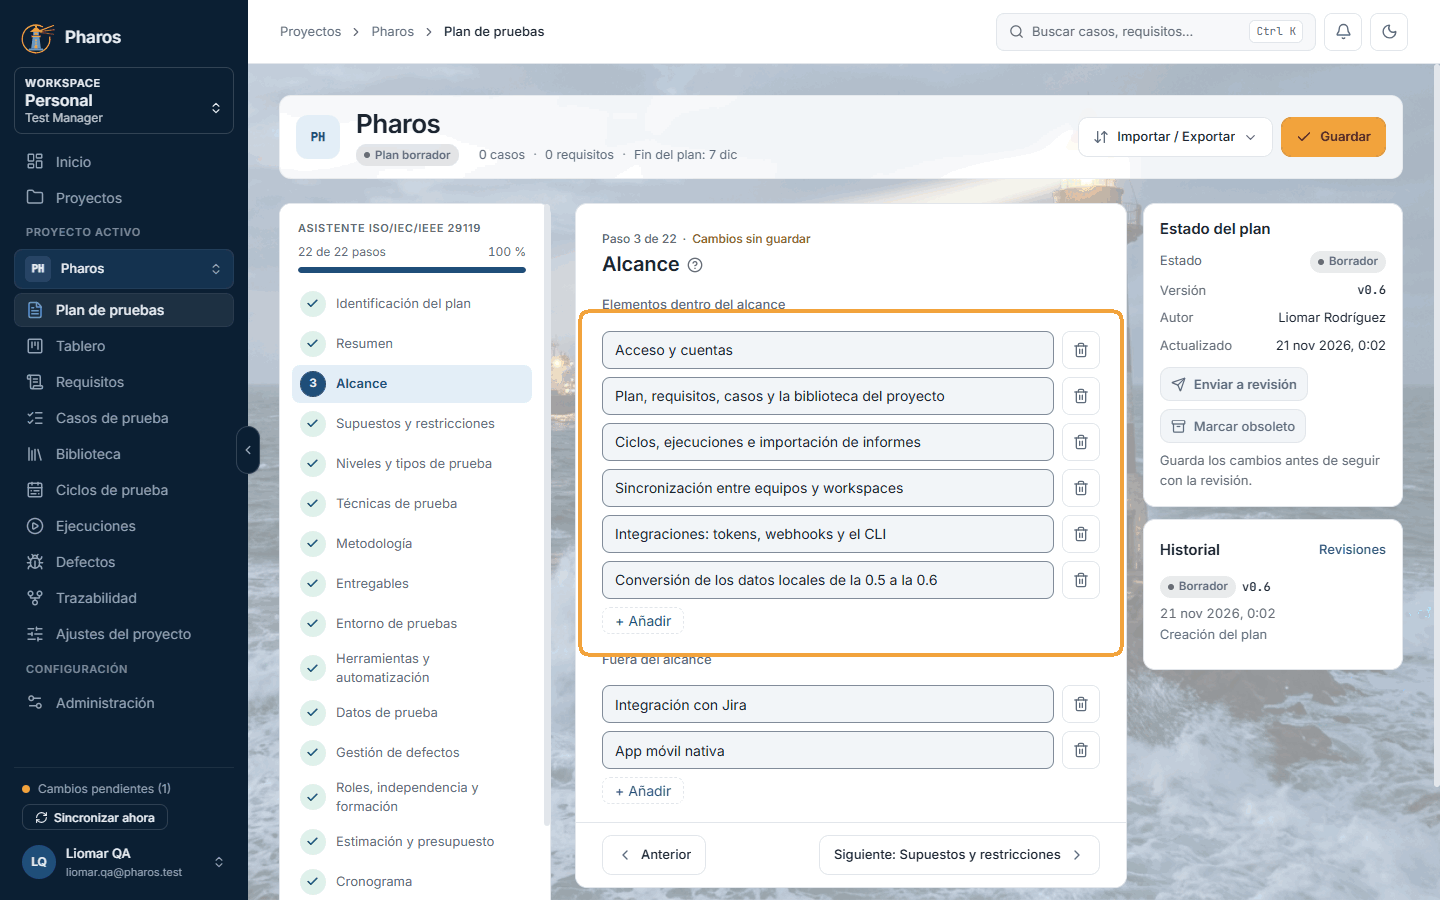 Pharos
WORKSPACE
Personal
Test Manager
Inicio
Proyectos
PROYECTO ACTIVO
PH Pharos
Plan de pruebas
Tablero
Requisitos
Casos de prueba
Biblioteca
Ciclos de prueba
Ejecuciones
Defectos
Trazabilidad
Ajustes del proyecto
CONFIGURACIÓN
Administración
Cambios pendientes (1)
Sincronizar ahora
LQ Liomar QA
liomar.qa@pharos.test
Proyectos > Pharos > Plan de pruebas
Buscar casos, requisitos... Ctrl K
PH Pharos
Plan borrador 0 casos · 0 requisitos · Fin del plan: 7 dic
Importar / Exportar
Guardar
ASISTENTE ISO/IEC/IEEE 29119
22 de 22 pasos 100 %
Identificación del plan
Resumen
3 Alcance
Supuestos y restricciones
Niveles y tipos de prueba
Técnicas de prueba
Metodología
Entregables
Entorno de pruebas
Herramientas y
automatización
Datos de prueba
Gestión de defectos
Roles, independencia y
formación
Estimación y presupuesto
Cronograma
Paso 3 de 22 · Cambios sin guardar
Alcance
Elementos dentro del alcance
Acceso y cuentas
Plan, requisitos, casos y la biblioteca del proyecto
Ciclos, ejecuciones e importación de informes
Sincronización entre equipos y workspaces
Integraciones: tokens, webhooks y el CLI
Conversión de los datos locales de la 0.5 a la 0.6
+ Añadir
Fuera del alcance
Integración con Jira
App móvil nativa
+ Añadir
Anterior
Siguiente: Supuestos y restricciones
Estado del plan
Estado Borrador
Versión v0.6
Autor Liomar Rodríguez
Actualizado 21 nov 2026, 0:02
Enviar a revisión
Marcar obsoleto
Guarda los cambios antes de seguir
con la revisión.
Historial Revisiones
Borrador v0.6
21 nov 2026, 0:02
Creación del plan